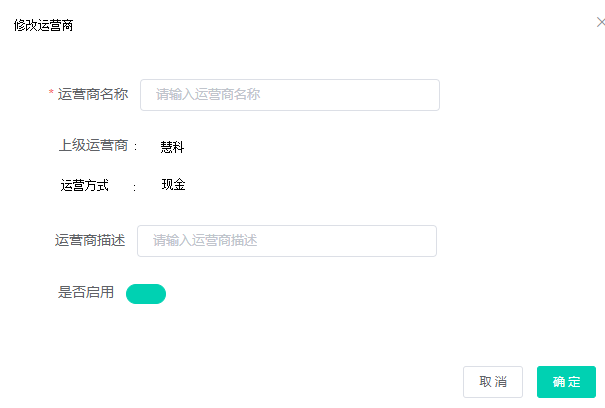 修改运营商
* 运营商名称 请输入运营商名称
上级运营商 : 慧科
运营方式 : 现金
运营商描述 请输入运营商描述
是否启用
取消 确定